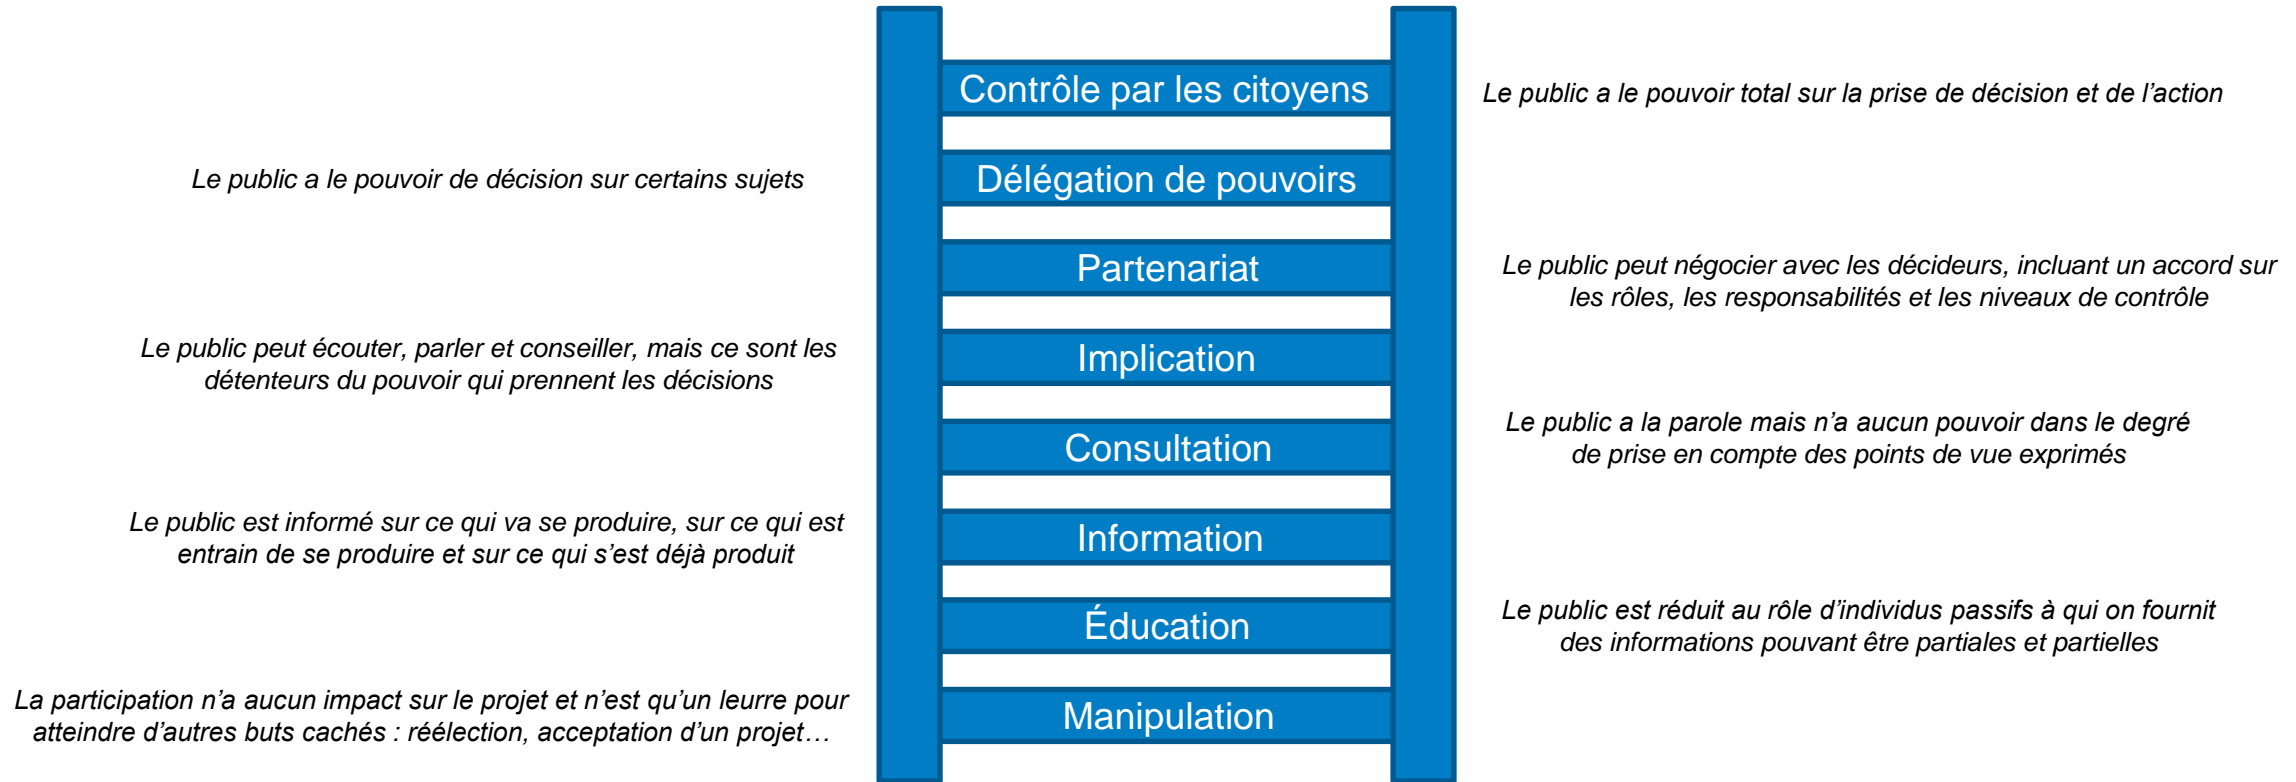 Contrôle par les citoyens
Le public a le pouvoir total sur la prise de décision et de l’action
Le public a le pouvoir de décision sur certains sujets
Délégation de pouvoirs
Partenariat
Le public peut négocier avec les décideurs, incluant un accord sur
les rôles, les responsabilités et les niveaux de contrôle
Le public peut écouter, parler et conseiller, mais ce sont les
détenteurs du pouvoir qui prennent les décisions
Implication
Consultation
Le public a la parole mais n’a aucun pouvoir dans le degré
de prise en compte des points de vue exprimés
Le public est informé sur ce qui va se produire, sur ce qui est
entrain de se produire et sur ce qui s’est déjà produit
Information
Éducation
Le public est réduit au rôle d’individus passifs à qui on fournit
des informations pouvant être partiales et partielles
La participation n’a aucun impact sur le projet et n’est qu’un leurre pour
atteindre d’autres buts cachés : réélection, acceptation d’un projet…
Manipulation